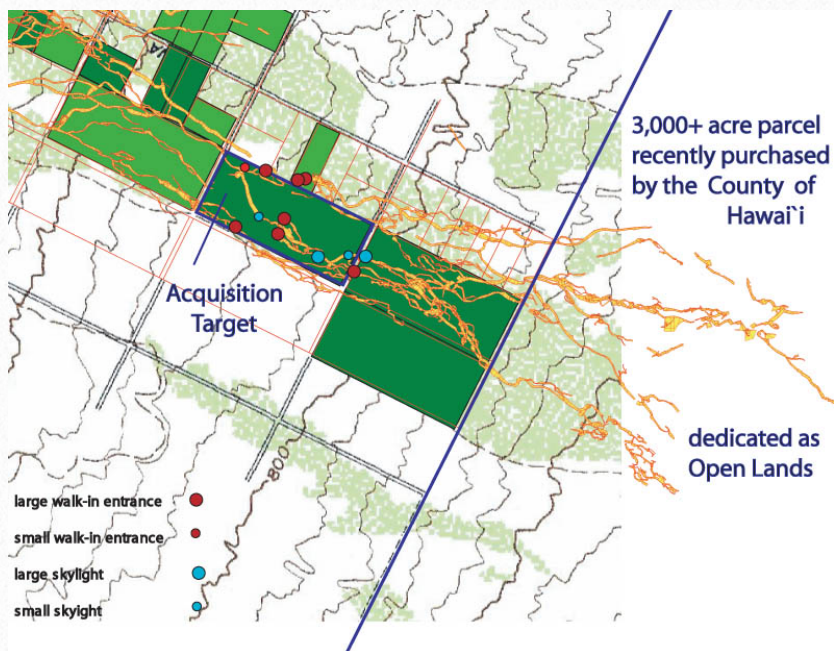 3,000+ acre parcel
recently purchased
by the County of
Hawai`i
Acquisition
Target
dedicated as
Open Lands
800
large walk-in entrance
small walk-in entrance
large skylight
small skyight